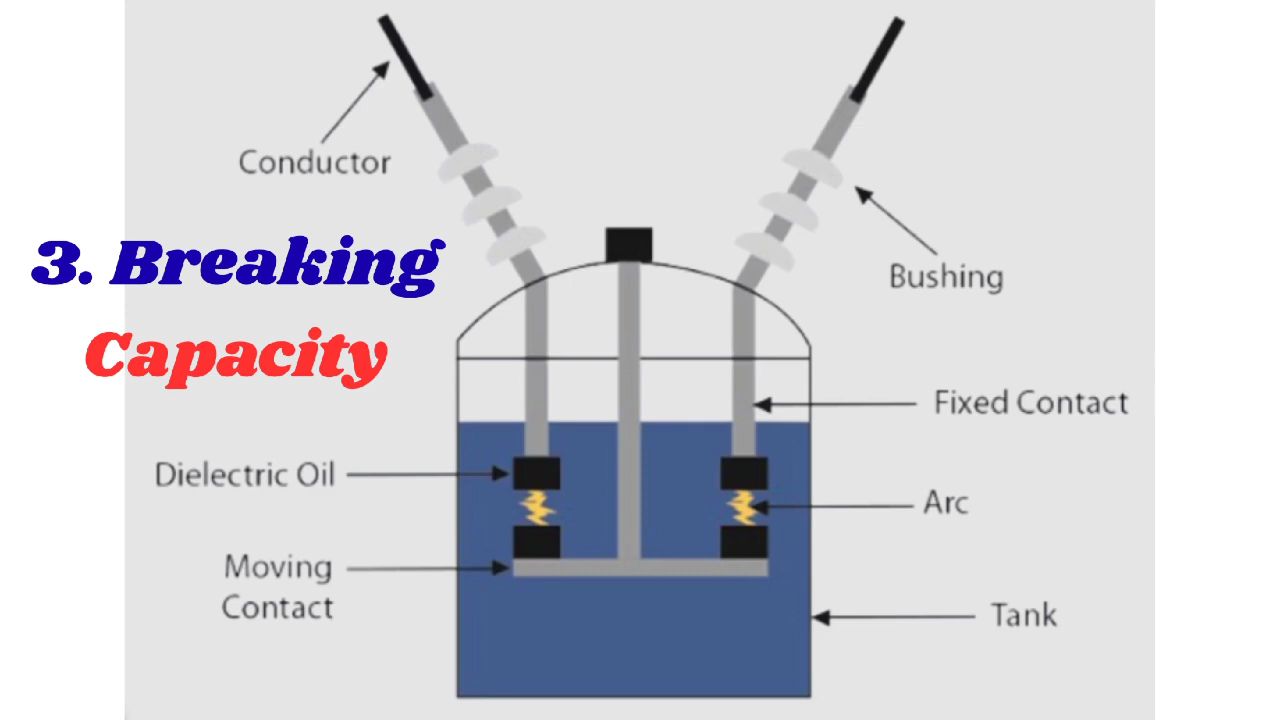 Conductor
3. Breaking
Capacity
Bushing
Fixed Contact
Dielectric Oil
Arc
Moving
Contact
Tank